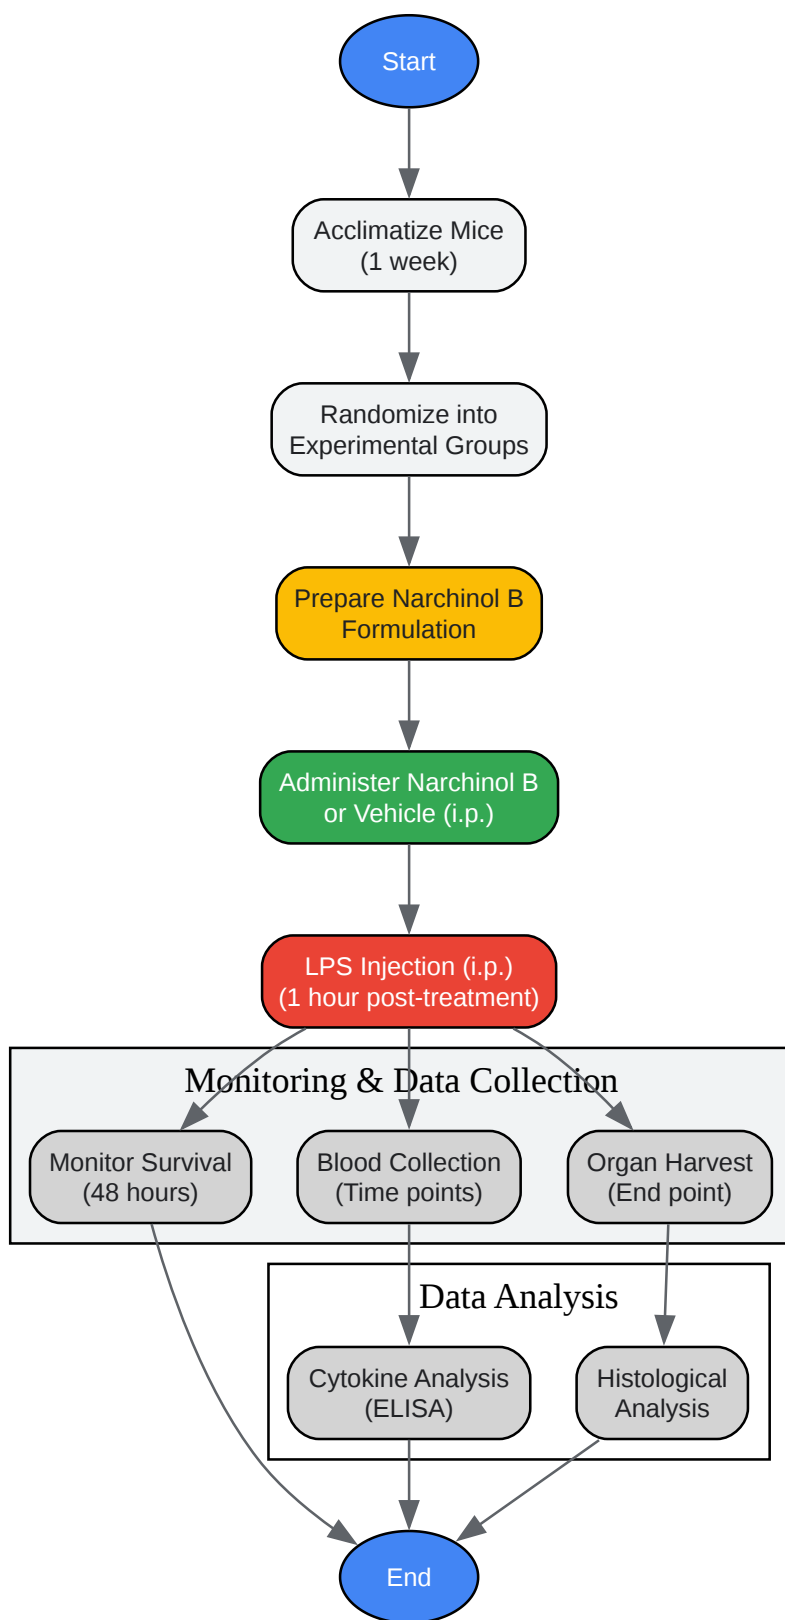 Start
Acclimatize Mice
(1 week)
Randomize into
Experimental Groups
Prepare Narchinol B
Formulation
Administer Narchinol B
or Vehicle (i.p.)
LPS Injection (i.p.)
(1 hour post-treatment)
Monitoring & Data Collection
Monitor Survival
(48 hours)
Blood Collection
(Time points)
Organ Harvest
(End point)
Data Analysis
Cytokine Analysis
(ELISA)
Histological
Analysis
End